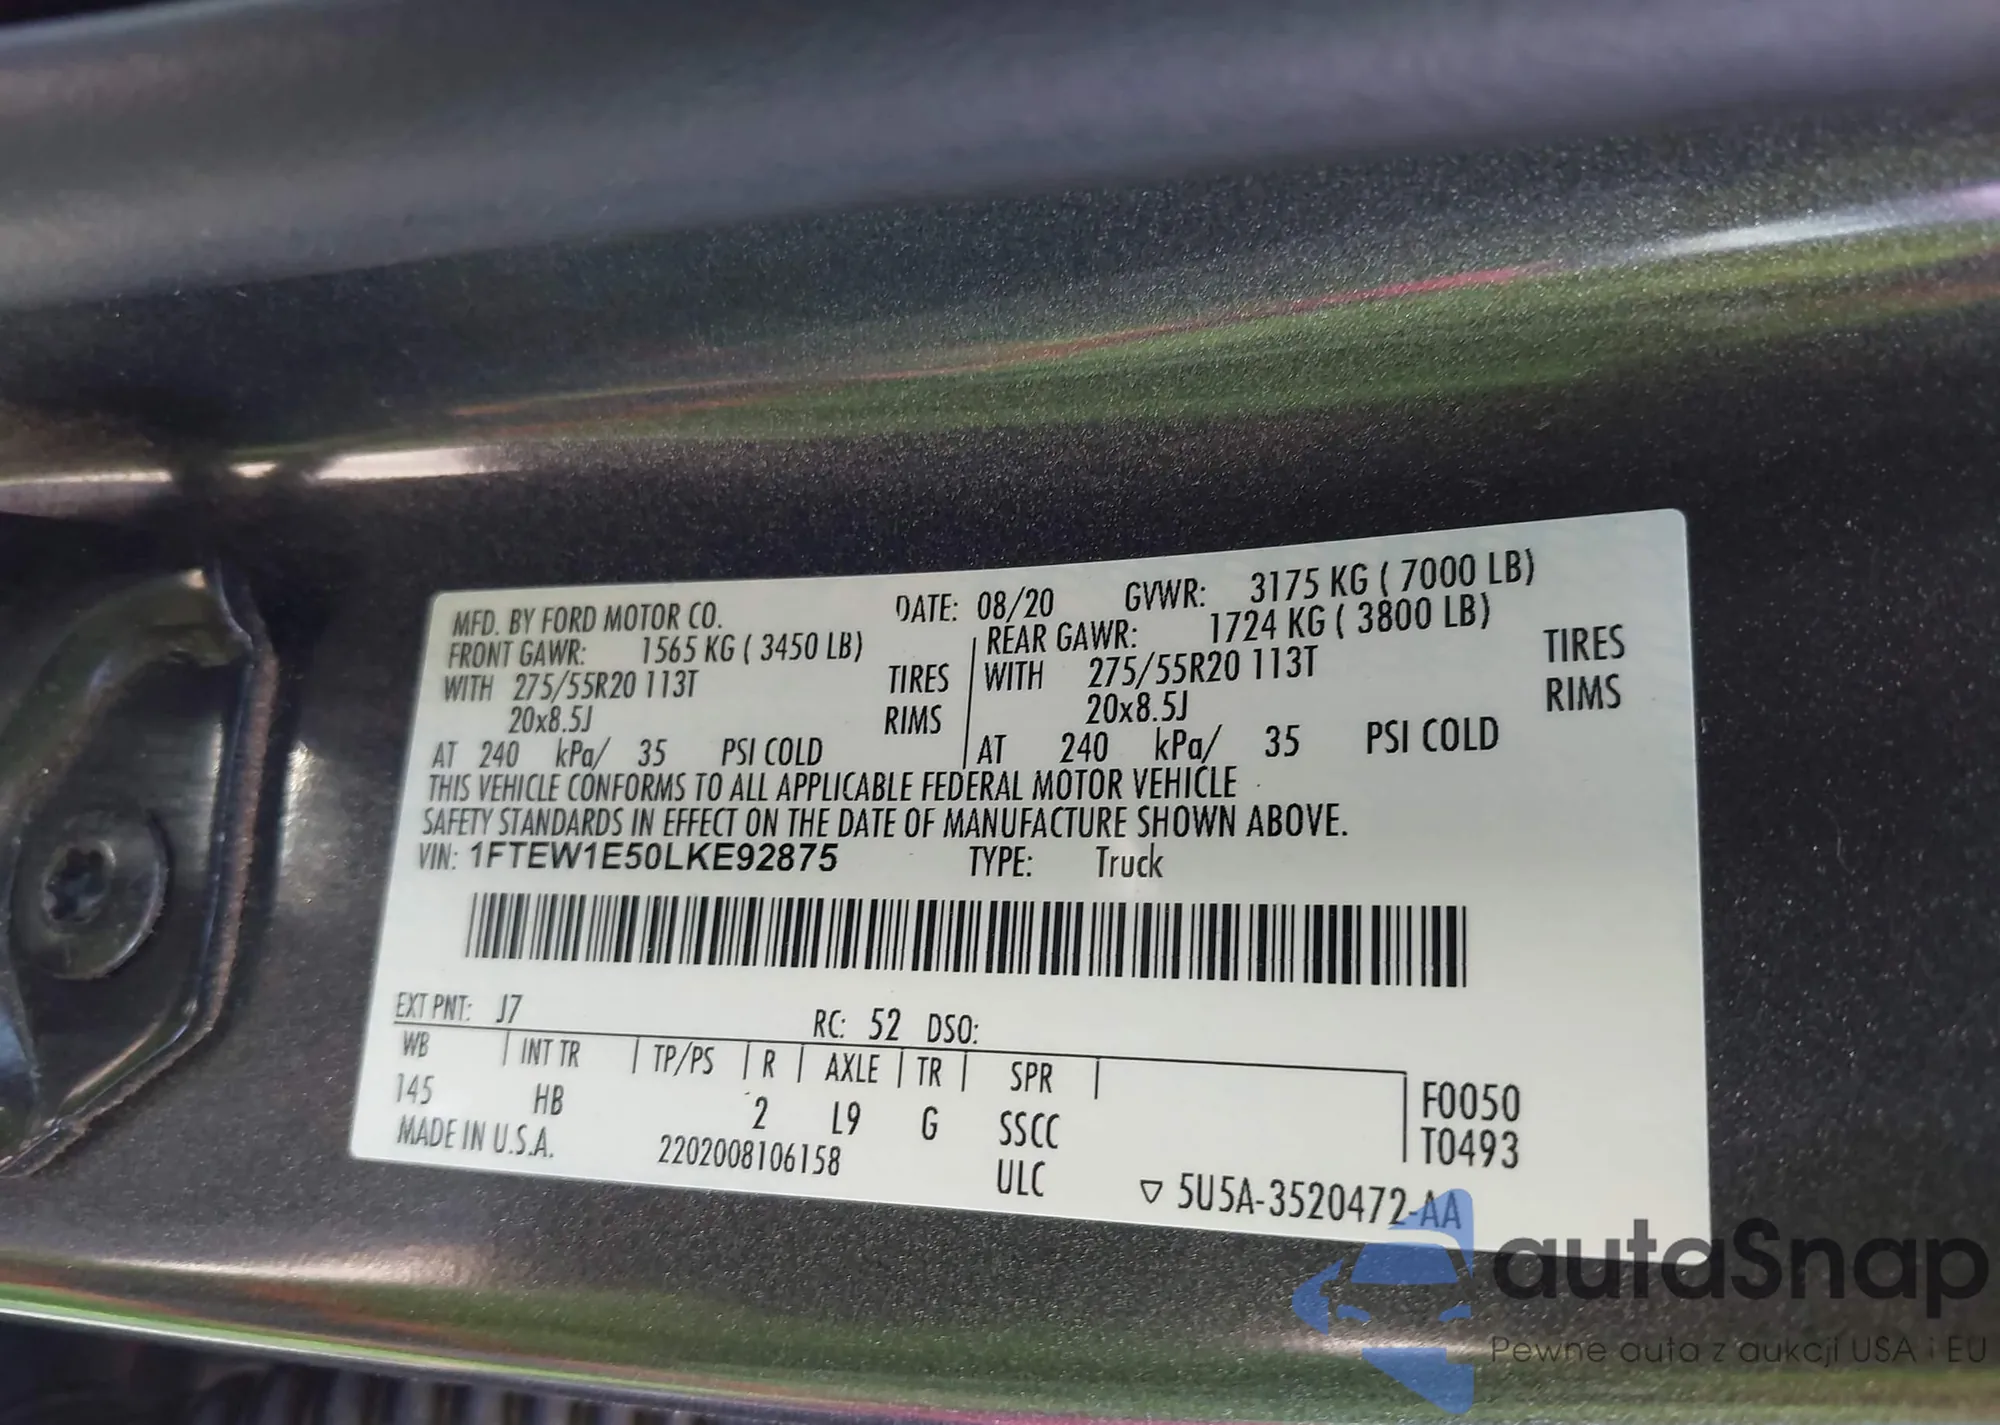 MFD. BY FORD MOTOR CO. DATE: 08/20 GVWR: 3175 KG ( 7000 LB)
FRONT GAWR: 1565 KG ( 3450 LB) REAR GAWR: 1724 KG ( 3800 LB)
WITH 275/55R20 113T TIRES WITH 275/55R20 113T TIRES
20x8.5J RIMS 20x8.5J RIMS
AT 240 kPa/ 35 PSI COLD AT 240 kPa/ 35 PSI COLD
THIS VEHICLE CONFORMS TO ALL APPLICABLE FEDERAL MOTOR VEHICLE
SAFETY STANDARDS IN EFFECT ON THE DATE OF MANUFACTURE SHOWN ABOVE.
VIN: 1FTEW1E50LKE92875 TYPE: Truck
EXT PNT: J7 RC: 52 DSO:
WB INT TR TP/PS R AXLE TR SPR
145 HB 2 L9 G SSCC F0050
MADE IN U.S.A. 2202008106158 ULC T0493
5U5A-3520472-AA
autaSnap
Pewne auta z aukcji USA i EU